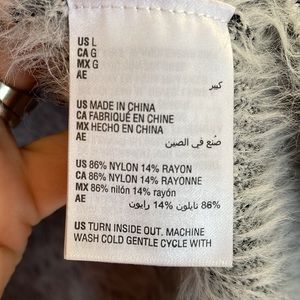 US L
CA G
MX G
AE
كبير
US MADE IN CHINA
CA FABRIQUÉ EN CHINE
MX HECHO EN CHINA
AE
صُنع في الصين
US 86% NYLON 14% RAYON
CA 86% NYLON 14% RAYONNE
MX 86% nilón 14% rayón
AE
86% نايلون 14% رايون
US TURN INSIDE OUT. MACHINE
WASH COLD GENTLE CYCLE WITH